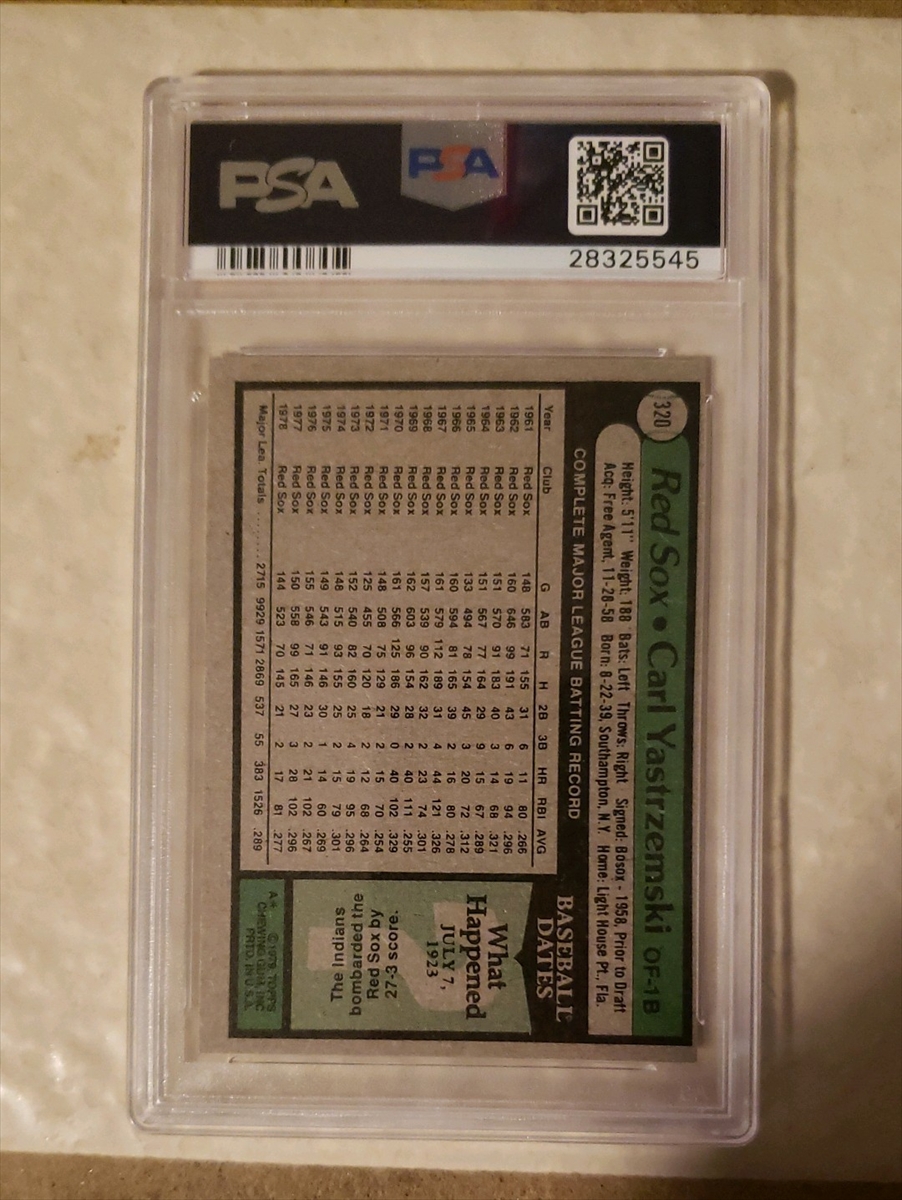 PSA
PSA
28325545
320
Red Sox • Carl Yastrzemski OF-1B
Height: 5'11" Weight: 188 Bats: Left Throws: Right Signed: Bosox - 1958, Prior to Draft
Acq: Free Agent, 11-28-58 Born: 8-22-39, Southampton, N.Y. Home: Light House Pt., Fla.
COMPLETE MAJOR LEAGUE BATTING RECORD
Year Club G AB R H 2B 3B HR RBI AVG
1961 Red Sox 148 583 71 155 31 6 11 80 .266
1962 Red Sox 160 646 99 191 43 6 19 94 .296
1963 Red Sox 151 570 91 183 40 3 14 68 .321
1964 Red Sox 151 567 77 164 29 9 15 67 .289
1965 Red Sox 133 494 78 154 45 3 20 72 .312
1966 Red Sox 160 594 81 165 39 2 16 80 .278
1967 Red Sox 161 579 112 189 31 4 44 121 .326
1968 Red Sox 157 539 90 162 32 2 23 74 .301
1969 Red Sox 162 603 96 154 28 2 40 111 .255
1970 Red Sox 161 566 125 186 29 0 40 102 .329
1971 Red Sox 148 508 75 129 21 2 15 70 .254
1972 Red Sox 125 455 70 120 18 2 12 68 .264
1973 Red Sox 152 540 82 160 25 4 19 95 .296
1974 Red Sox 148 515 93 155 25 2 15 79 .301
1975 Red Sox 149 543 91 146 30 1 14 60 .269
1976 Red Sox 155 546 71 146 23 2 21 102 .267
1977 Red Sox 150 558 99 165 27 3 28 102 .296
1978 Red Sox 144 523 70 145 21 2 17 81 .277
Major Lea. Totals ......... 2715 9929 1571 2869 537 55 383 1526 .289
BASEBALL
DATES
What
Happened
JULY 7,
1923
The Indians
bombarded the
Red Sox by
27-3 score.
A* ©1979 TOPPS
CHEWING GUM, INC.
PRTD. IN U.S.A.